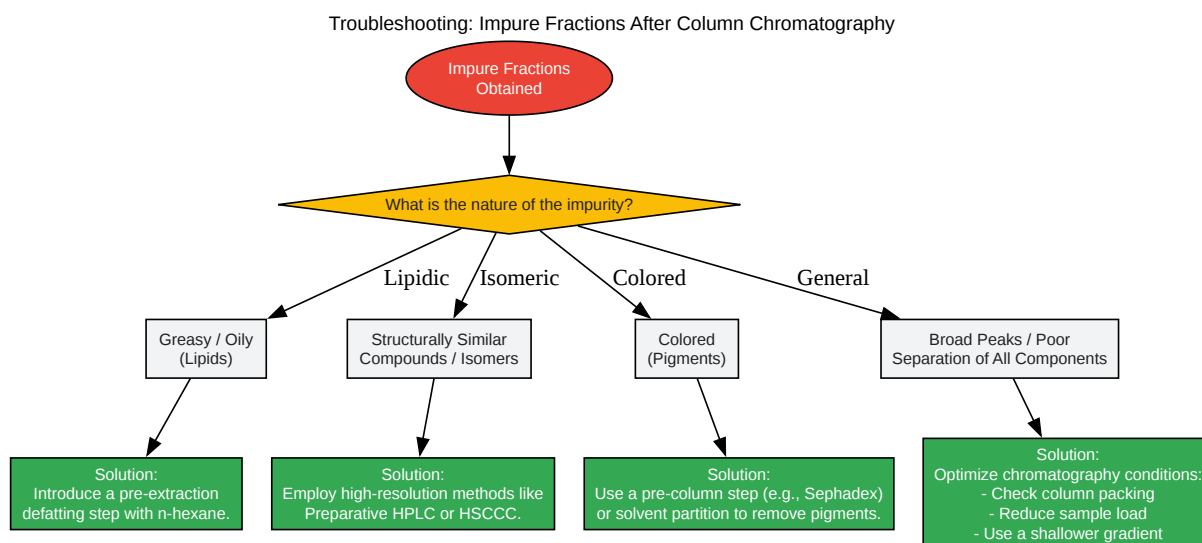 Troubleshooting: Impure Fractions After Column Chromatography
Impure Fractions
Obtained
What is the nature of the impurity?
Lipidic
Isomeric
Colored
General
Greasy / Oily
(Lipids)
Structurally Similar
Compounds / Isomers
Colored
(Pigments)
Broad Peaks / Poor
Separation of All Components
Solution:
Introduce a pre-extraction
defatting step with n-hexane.
Solution:
Employ high-resolution methods like
Preparative HPLC or HSCCC.
Solution:
Use a pre-column step (e.g., Sephadex)
or solvent partition to remove pigments.
Solution:
Optimize chromatography conditions:
- Check column packing
- Reduce sample load
- Use a shallower gradient